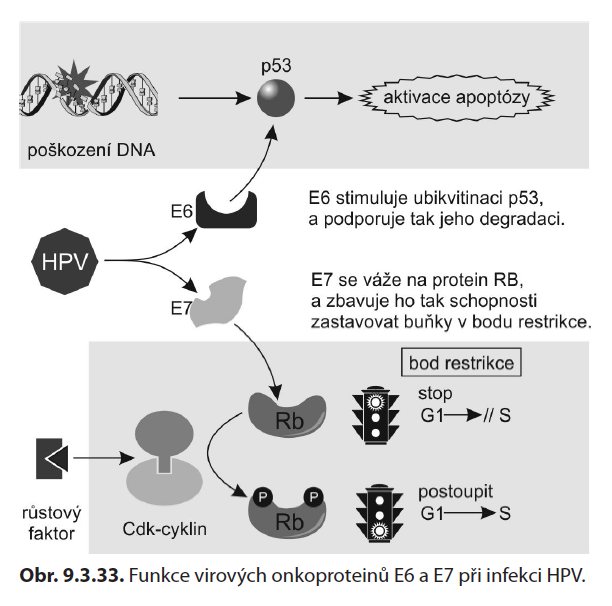 p53
aktivace apoptózy
poškození DNA
E6
E6 stimuluje ubikvitinaci p53,
a podporuje tak jeho degradaci.
HPV
E7
E7 se váže na protein RB,
a zbavuje ho tak schopnosti
zastavovat buňky v bodu restrikce.
bod restrikce
stop
Rb
G1 // S
růstový
faktor
Cdk-cyklin
P P
Rb
postoupit
G1 S
Obr. 9.3.33. Funkce virových onkoproteinů E6 a E7 při infekci HPV.